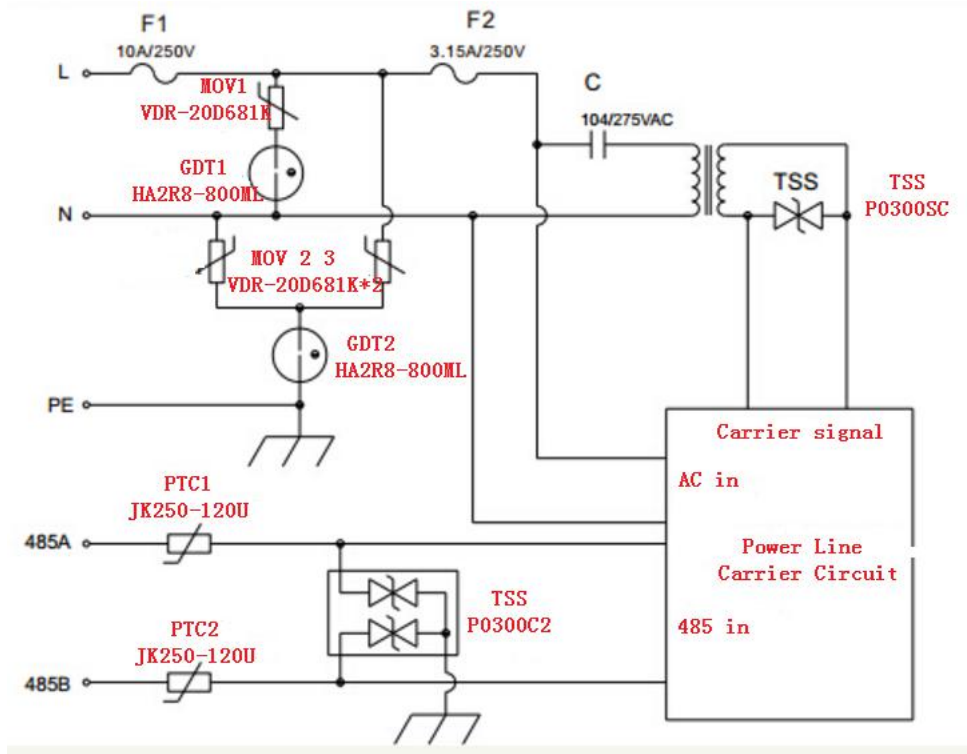 F1
10A/250V
F2
3.15A/250V
L
MOV1
VDR-20D681K
C
104/275VAC
GDT1
HA2R8-800ML
TSS
TSS
P0300SC
N
MOV 2 3
VDR-20D681K*2
GDT2
HA2R8-800ML
PE
Carrier signal
AC in
PTC1
JK250-120U
485A
Power Line
Carrier Circuit
TSS
P0300C2
485 in
PTC2
JK250-120U
485B